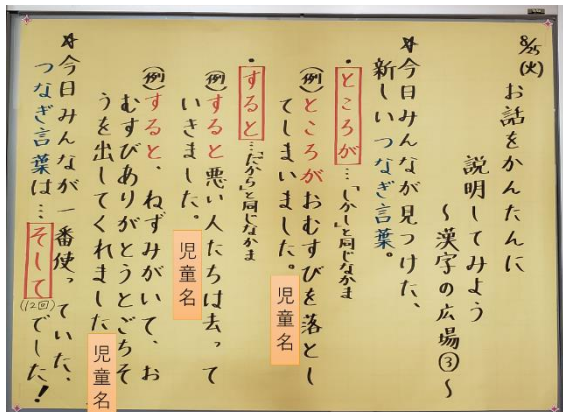 8/25(火)
お話をかんたんに
説明してみよう
～漢字の広場③～
☆今日みんなが見つけた、
新しいつなぎ言葉。
・ところが…「しかし」と同じなかま
(例)ところがおむすびを落とし
てしまいました。
児童名
・すると…「だから」と同じなかま
(例)すると悪い人たちは去って
いきました。
児童名
(例)すると、ねずみがいて、お
むすびありがとうとごちそ
うを出してくれました
児童名
☆今日みんなが一番使っていた、
つなぎ言葉は…そしてでした!
(12回)